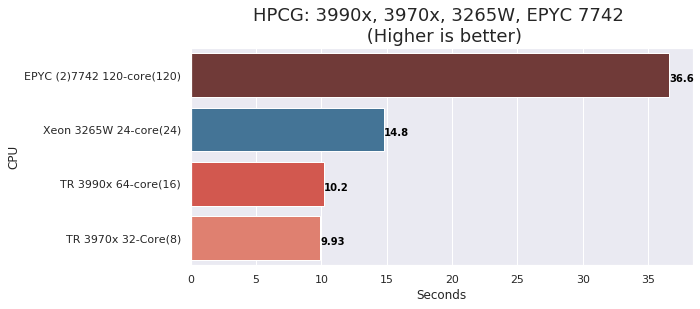 HPCG: 3990x, 3970x, 3265W, EPYC 7742
(Higher is better)
EPYC (2)7742 120-core(120)
36.6
Xeon 3265W 24-core(24)
14.8
CPU
TR 3990x 64-core(16)
10.2
TR 3970x 32-Core(8)
9.93
0 5 10 15 20 25 30 35
Seconds